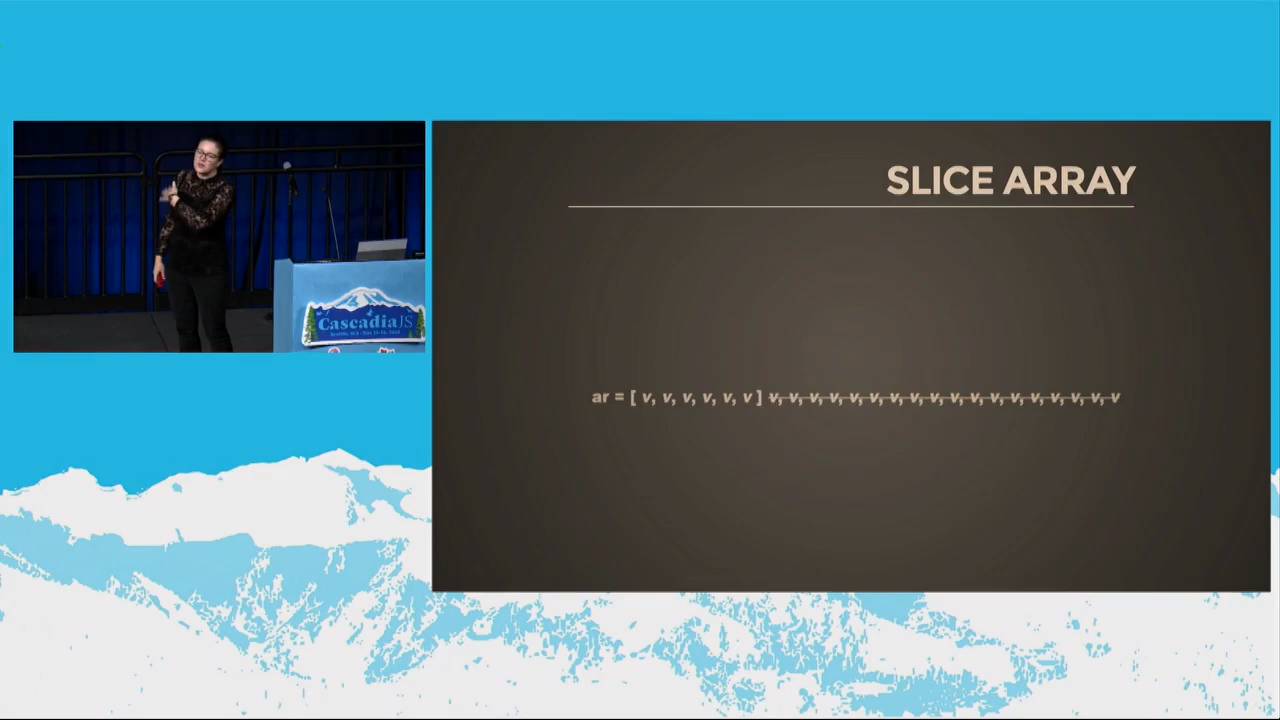 SLICE ARRAY
ar = [ v, v, v, v, v, v ] v, v, v, v, v, v, v, v, v, v, v, v, v, v, v, v, v, v
CascadiaJS